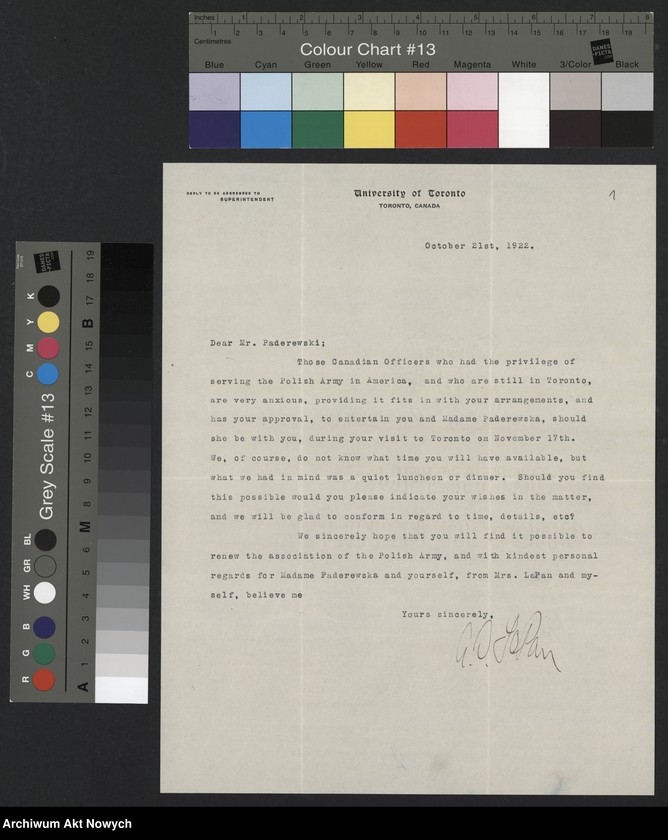 Inches 1 2 3 4 5 6 7 8
Centimetres 1 2 3 4 5 6 7 8 9 10 11 12 13 14 15 16 17 18 19
Colour Chart #13
DANES PICTA
Blue Cyan Green Yellow Red Magenta White 3/Color Black
REPLY TO BE ADDRESSED TO
SUPERINTENDENT
University of Toronto
TORONTO, CANADA
1
October 21st, 1922.
Dear Mr. Paderewski;
Those Canadian Officers who had the privilege of
serving the Polish Army in America, and who are still in Toronto,
are very anxious, providing it fits in with your arrangements, and
has your approval, to entertain you and Madame Paderewska, should
she be with you, during your visit to Toronto on November 17th.
We, of course, do not know what time you will have available, but
what we had in mind was a quiet luncheon or dinner. Should you find
this possible would you please indicate your wishes in the matter,
and we will be glad to conform in regard to time, details, etc?
We sincerely hope that you will find it possible to
renew the association of the Polish Army, and with kindest personal
regards for Madame Paderewska and yourself, from Mrs. LePan and my-
self, believe me
Yours sincerely,
A. D. LePan
Grey Scale #13
DANES PICTA
R G B WH GR BL C M Y K
A 1 2 3 4 5 6 M 8 9 10 11 12 13 14 15 B 16 17 18 19
Archiwum Akt Nowych